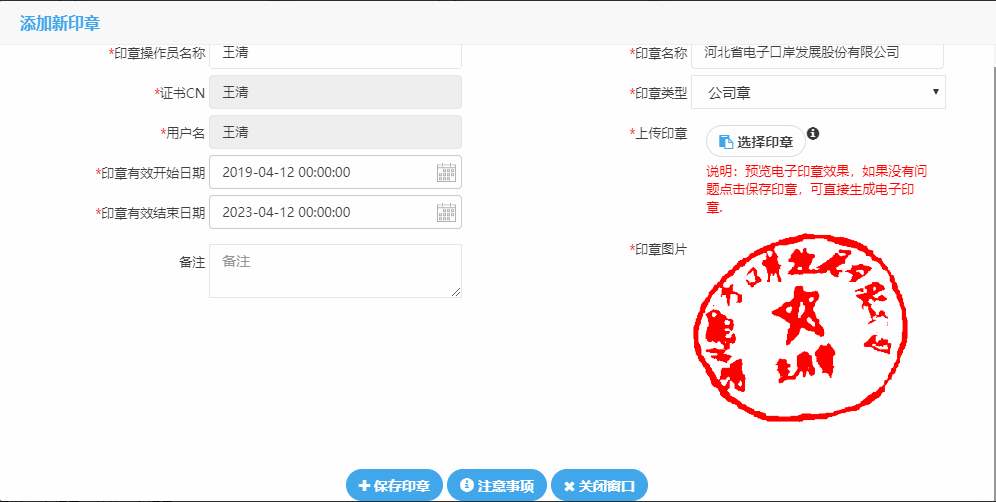 添加新印章
*印章操作员名称 王清
*印章名称 河北省电子口岸发展股份有限公司
*证书CN 王清
*印章类型 公司章
*用户名 王清
*上传印章 选择印章
说明：预览电子印章效果，如果没有问
题点击保存印章，可直接生成电子印
章.
*印章有效开始日期 2019-04-12 00:00:00
*印章有效结束日期 2023-04-12 00:00:00
备注 备注
*印章图片
保存印章 注意事项 关闭窗口